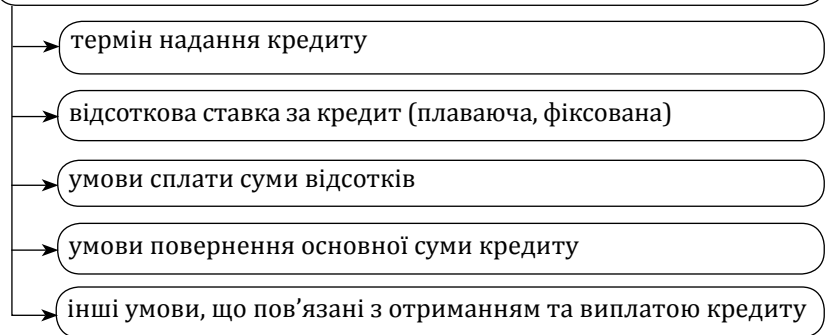 термін надання кредиту
відсоткова ставка за кредит (плаваюча, фіксована)
умови сплати суми відсотків
умови повернення основної суми кредиту
інші умови, що пов’язані з отриманням та виплатою кредиту